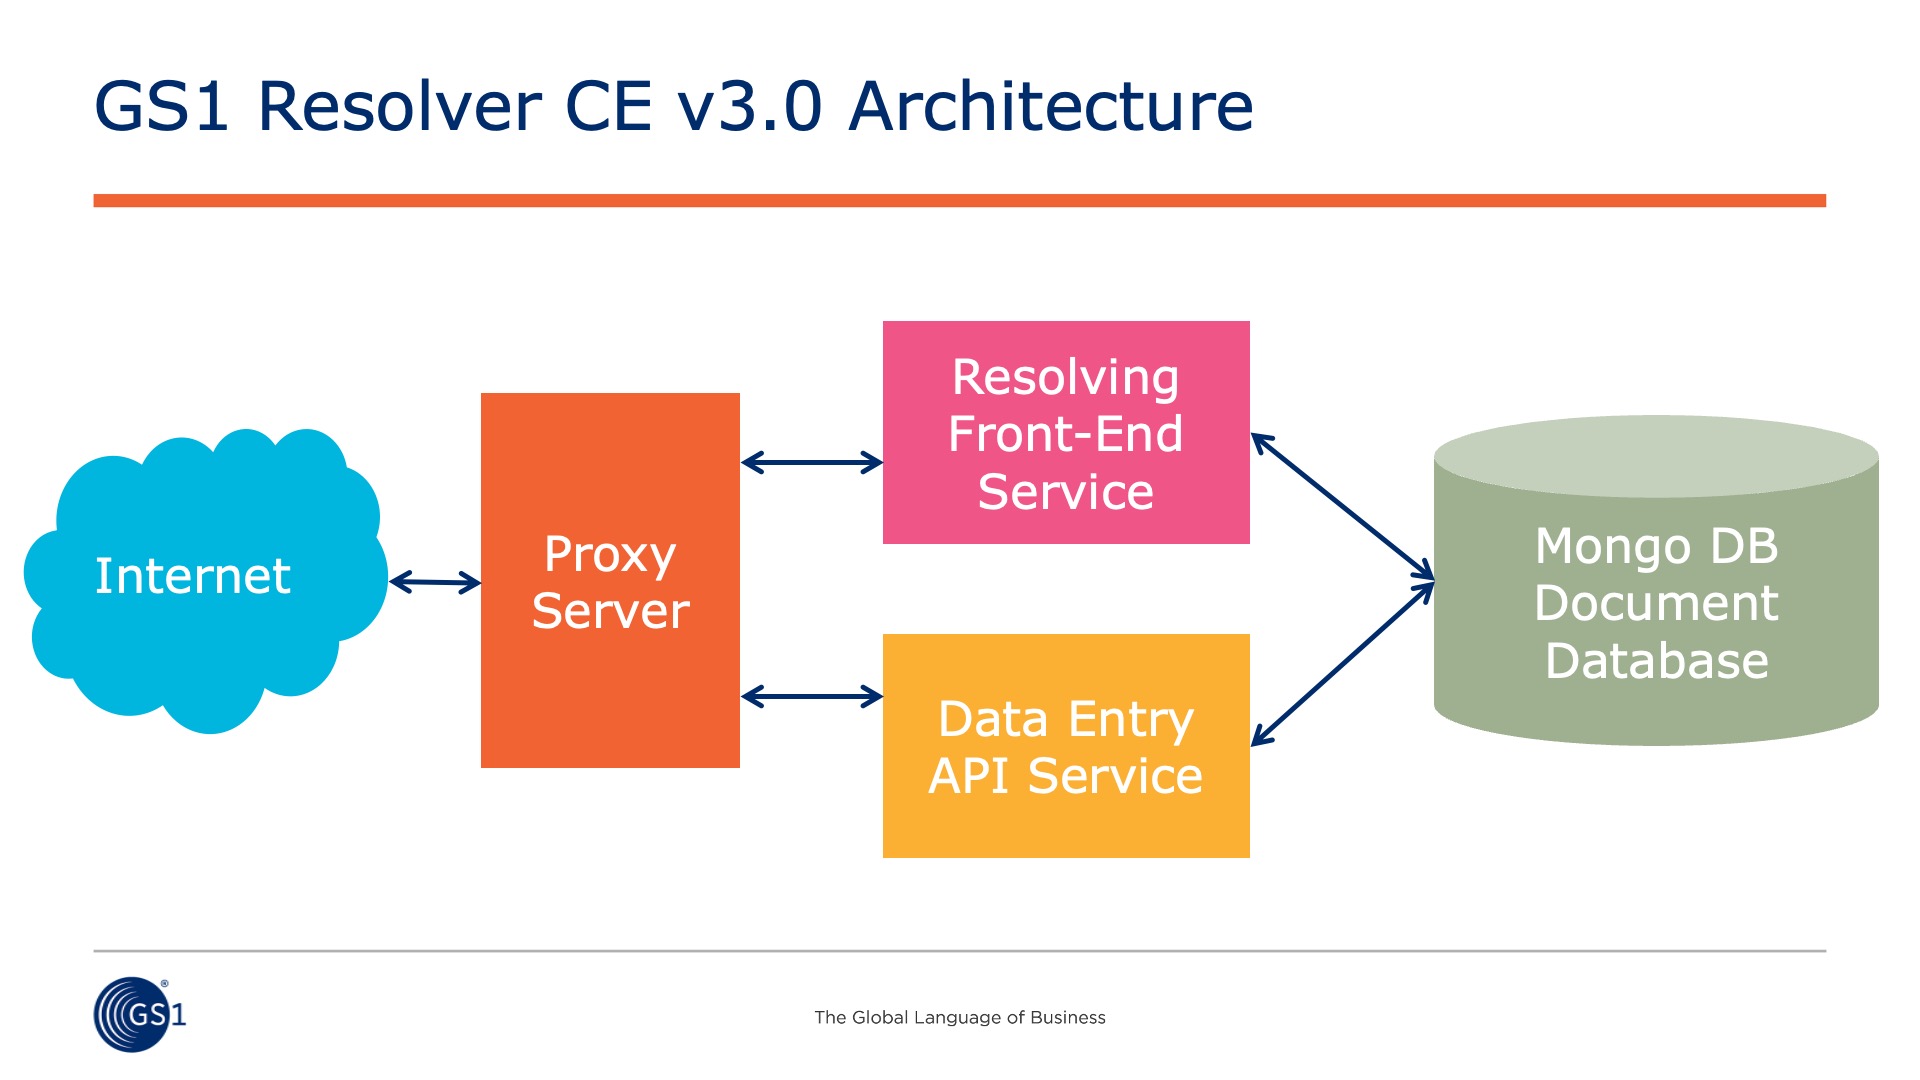 GS1 Resolver CE v3.0 Architecture
Internet
Proxy
Server
Resolving
Front-End
Service
Data Entry
API Service
Mongo DB
Document
Database
GS1®
The Global Language of Business